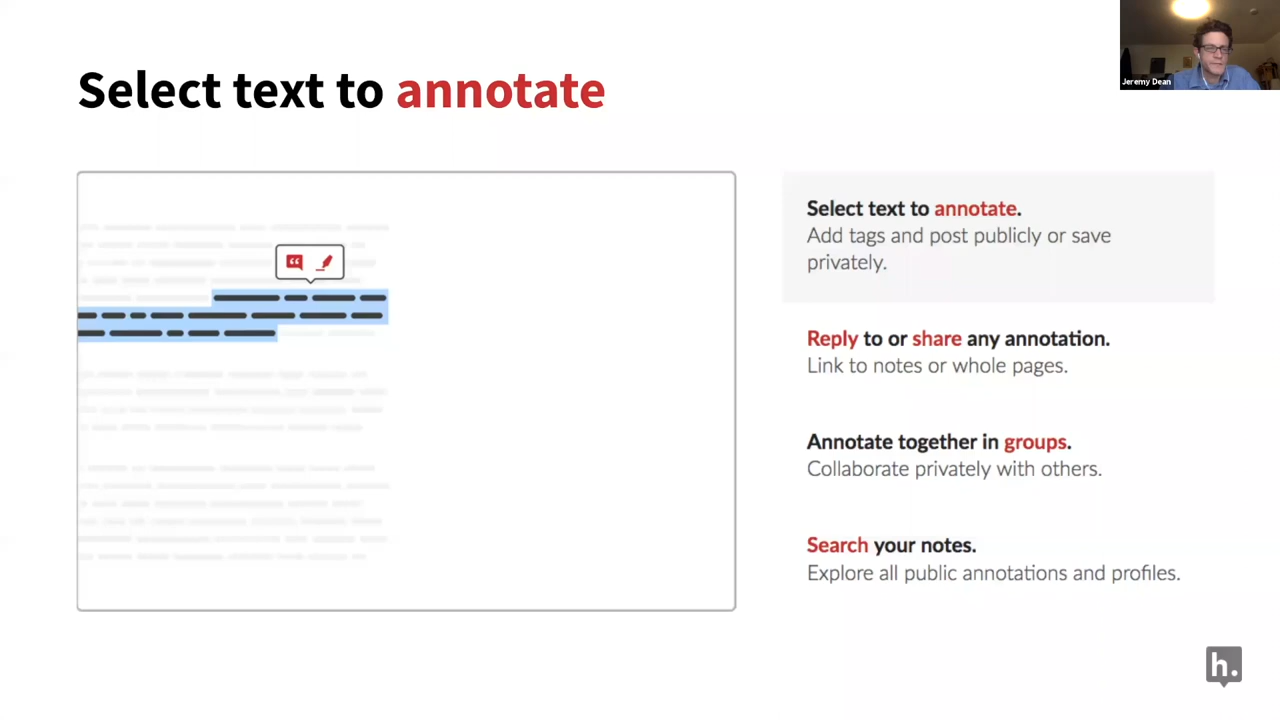 Jeremy Dean
Select text to annotate
Select text to annotate.
Add tags and post publicly or save
privately.
Reply to or share any annotation.
Link to notes or whole pages.
Annotate together in groups.
Collaborate privately with others.
Search your notes.
Explore all public annotations and profiles.
h.